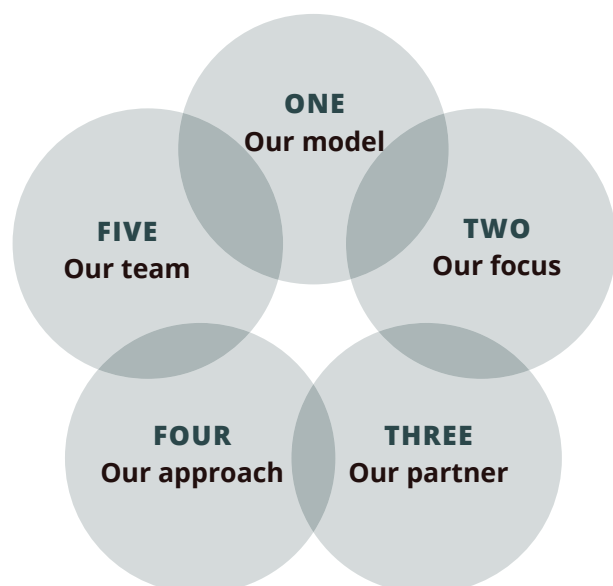 ONE
Our model
TWO
Our focus
THREE
Our partner
FOUR
Our approach
FIVE
Our team